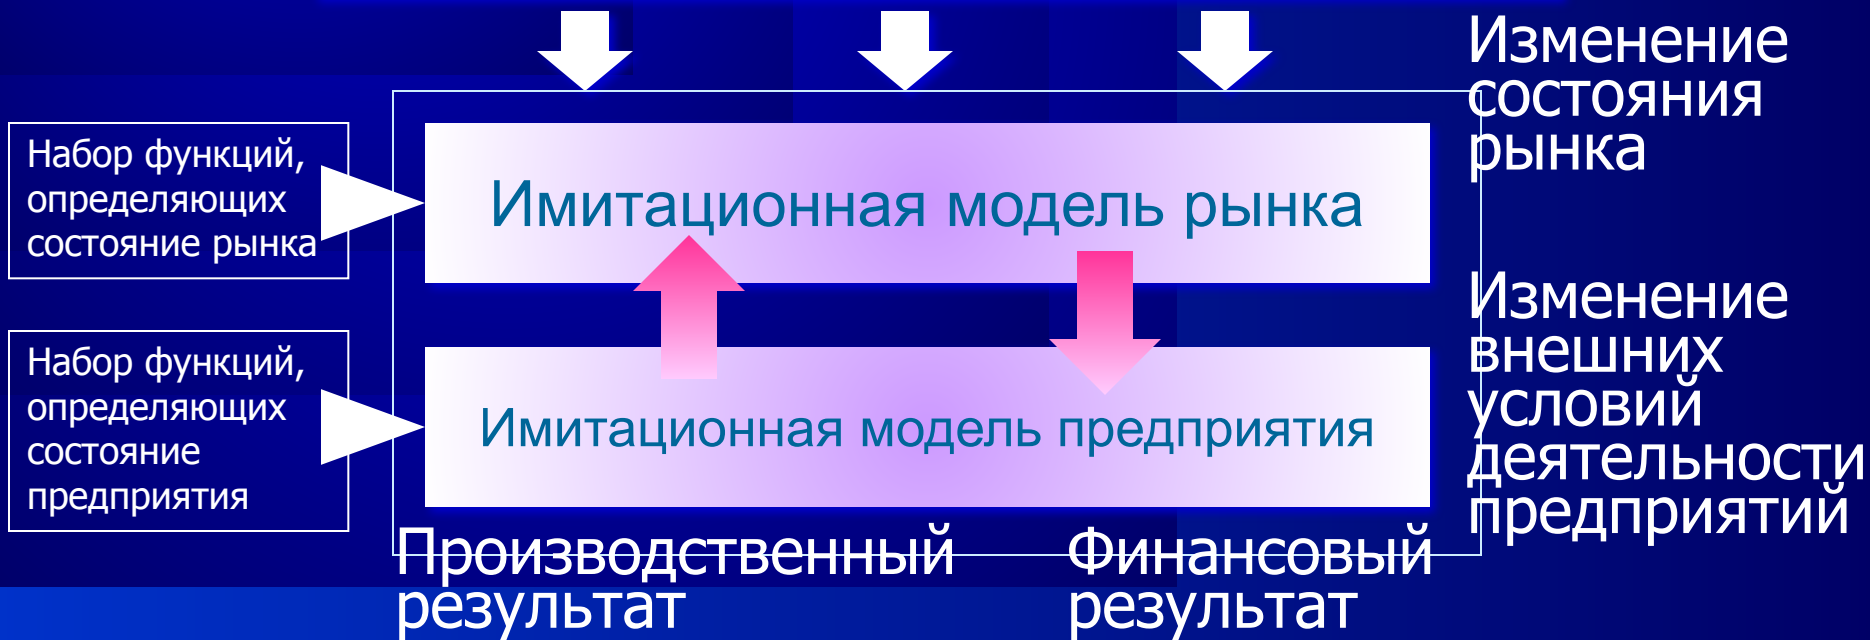 Набор функций,
определяющих
состояние рынка
Имитационная модель рынка
Изменение
состояния
рынка
Набор функций,
определяющих
состояние
предприятия
Имитационная модель предприятия
Изменение
внешних
условий
деятельности
предприятий
Производственный
результат
Финансовый
результат